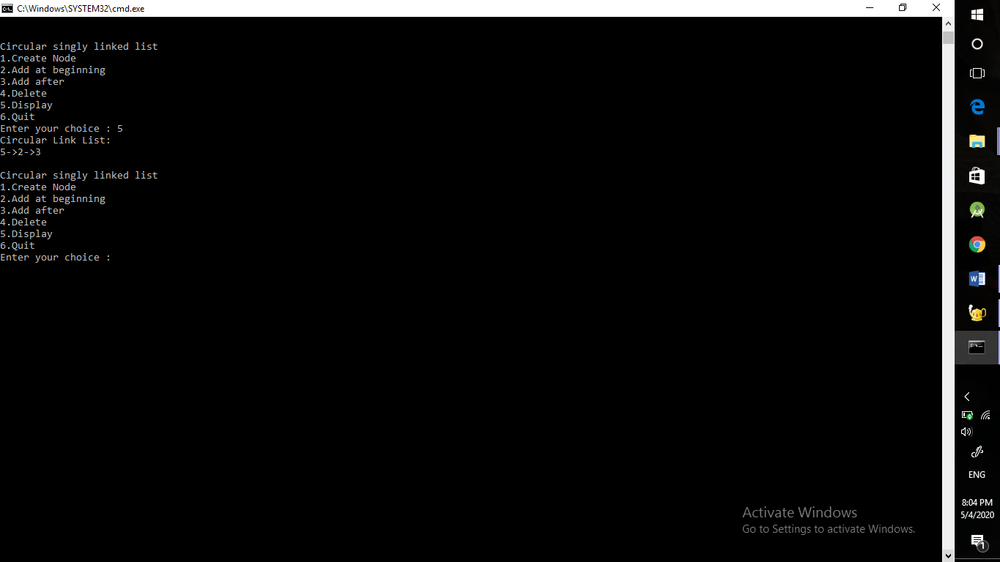 C:\Windows\SYSTEM32\cmd.exe
Circular singly linked list
1.Create Node
2.Add at beginning
3.Add after
4.Delete
5.Display
6.Quit
Enter your choice : 5
Circular Link List:
5->2->3
Circular singly linked list
1.Create Node
2.Add at beginning
3.Add after
4.Delete
5.Display
6.Quit
Enter your choice :
Activate Windows
Go to Settings to activate Windows.
ENG
8:04 PM
5/4/2020
1